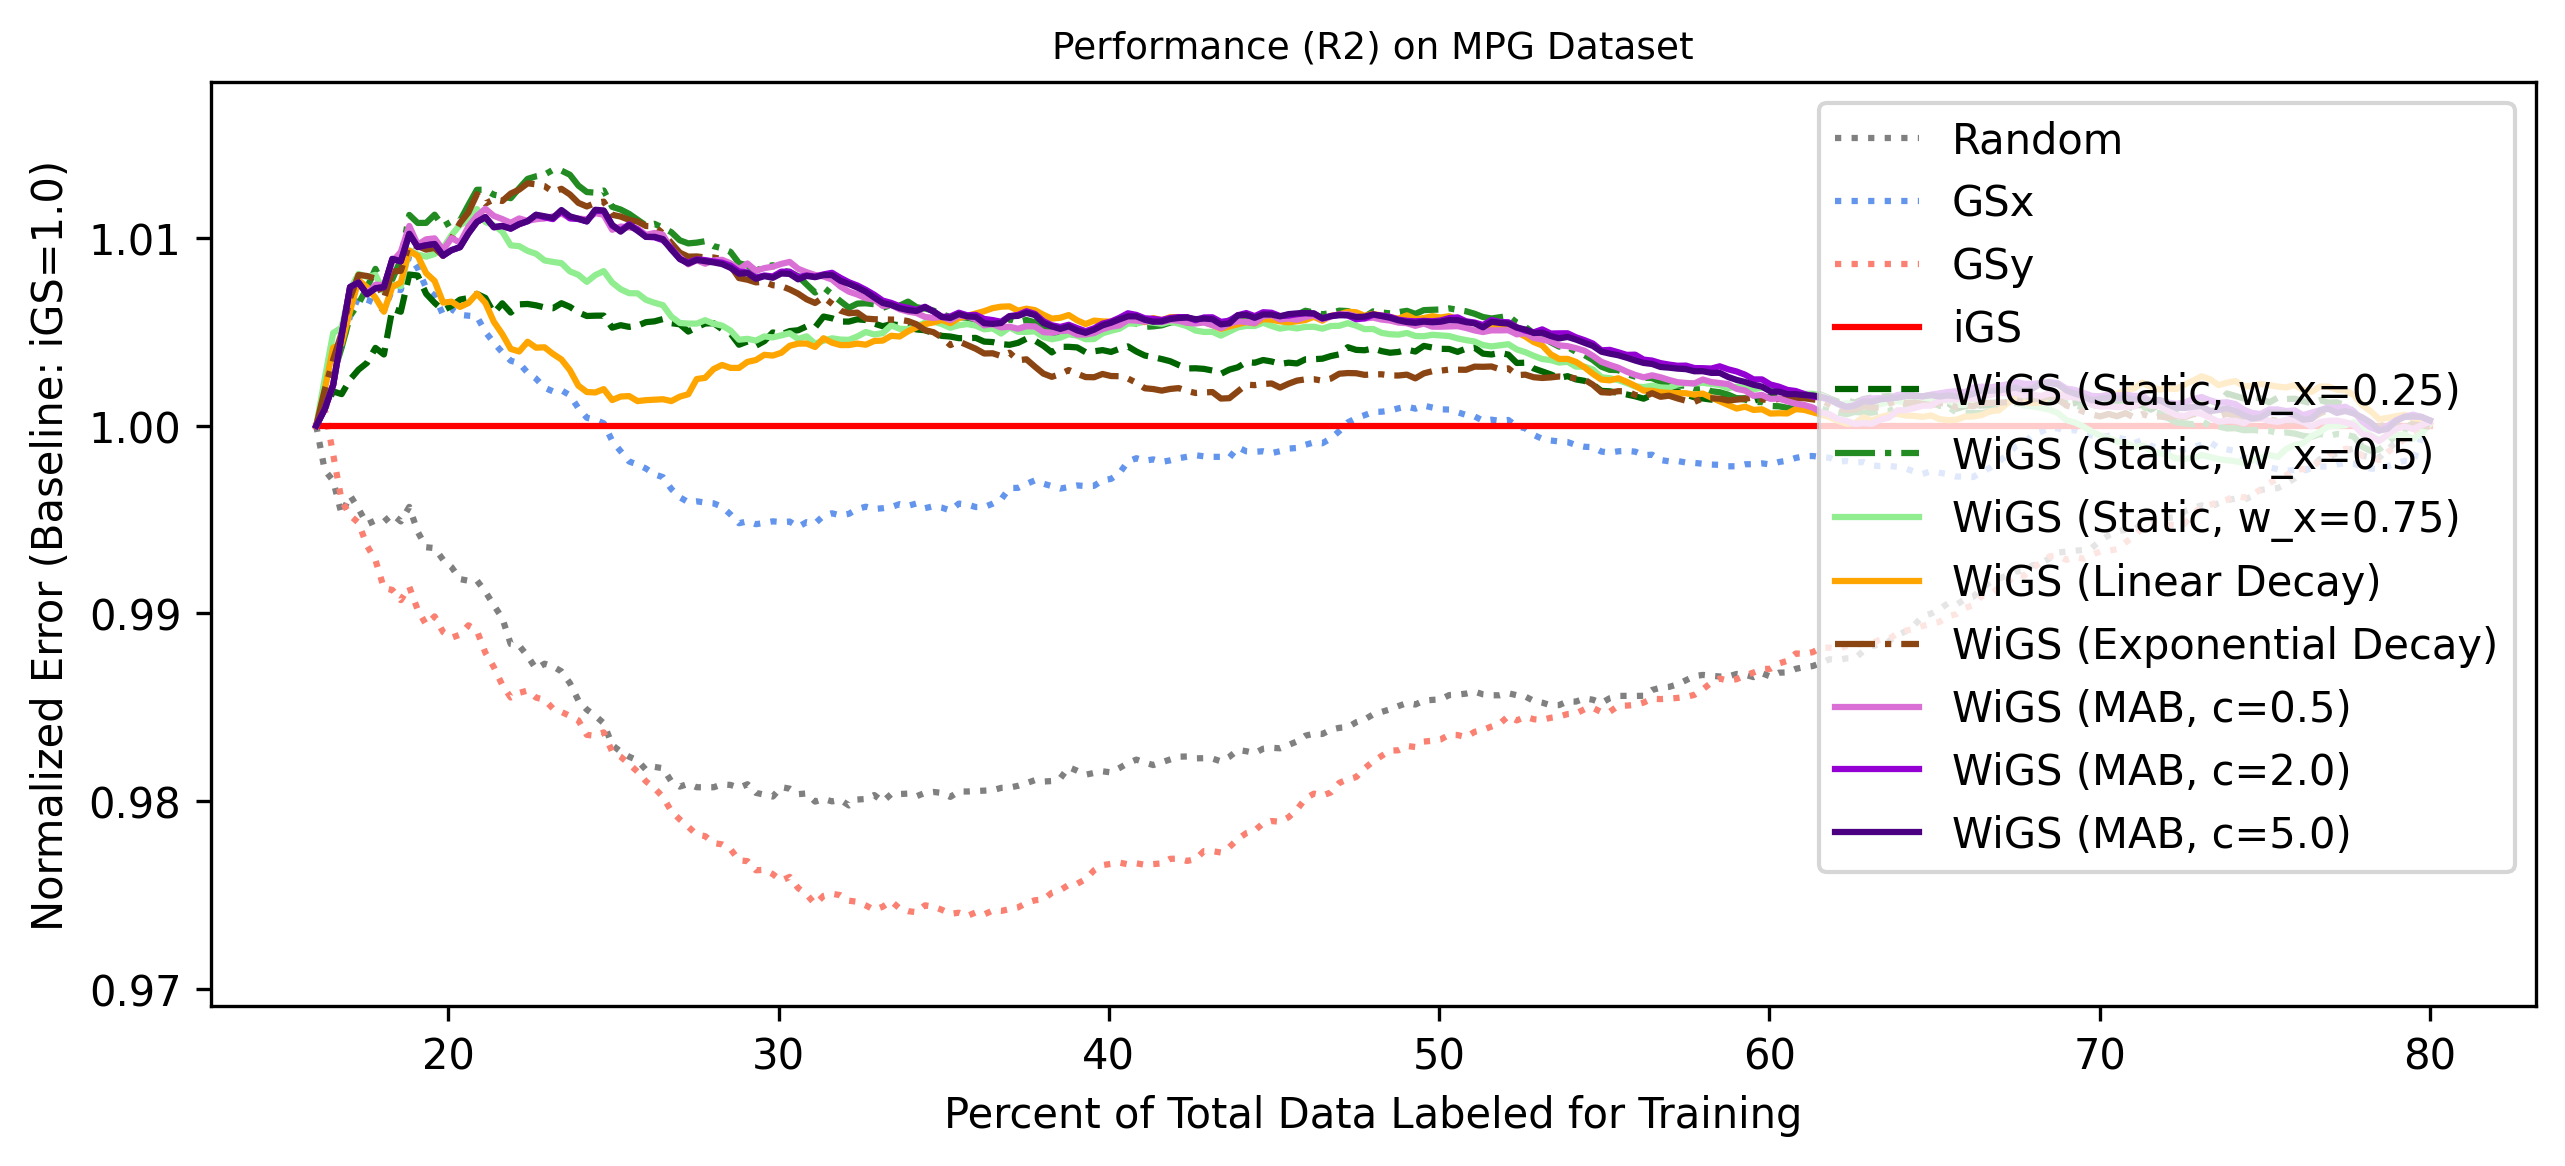 Performance (R2) on MPG Dataset
Normalized Error (Baseline: iGS=1.0)
1.01
1.00
0.99
0.98
0.97
Random
GSx
GSy
iGS
WiGS (Static, w_x=0.25)
WiGS (Static, w_x=0.5)
WiGS (Static, w_x=0.75)
WiGS (Linear Decay)
WiGS (Exponential Decay)
WiGS (MAB, c=0.5)
WiGS (MAB, c=2.0)
WiGS (MAB, c=5.0)
20 30 40 50 60 70 80
Percent of Total Data Labeled for Training